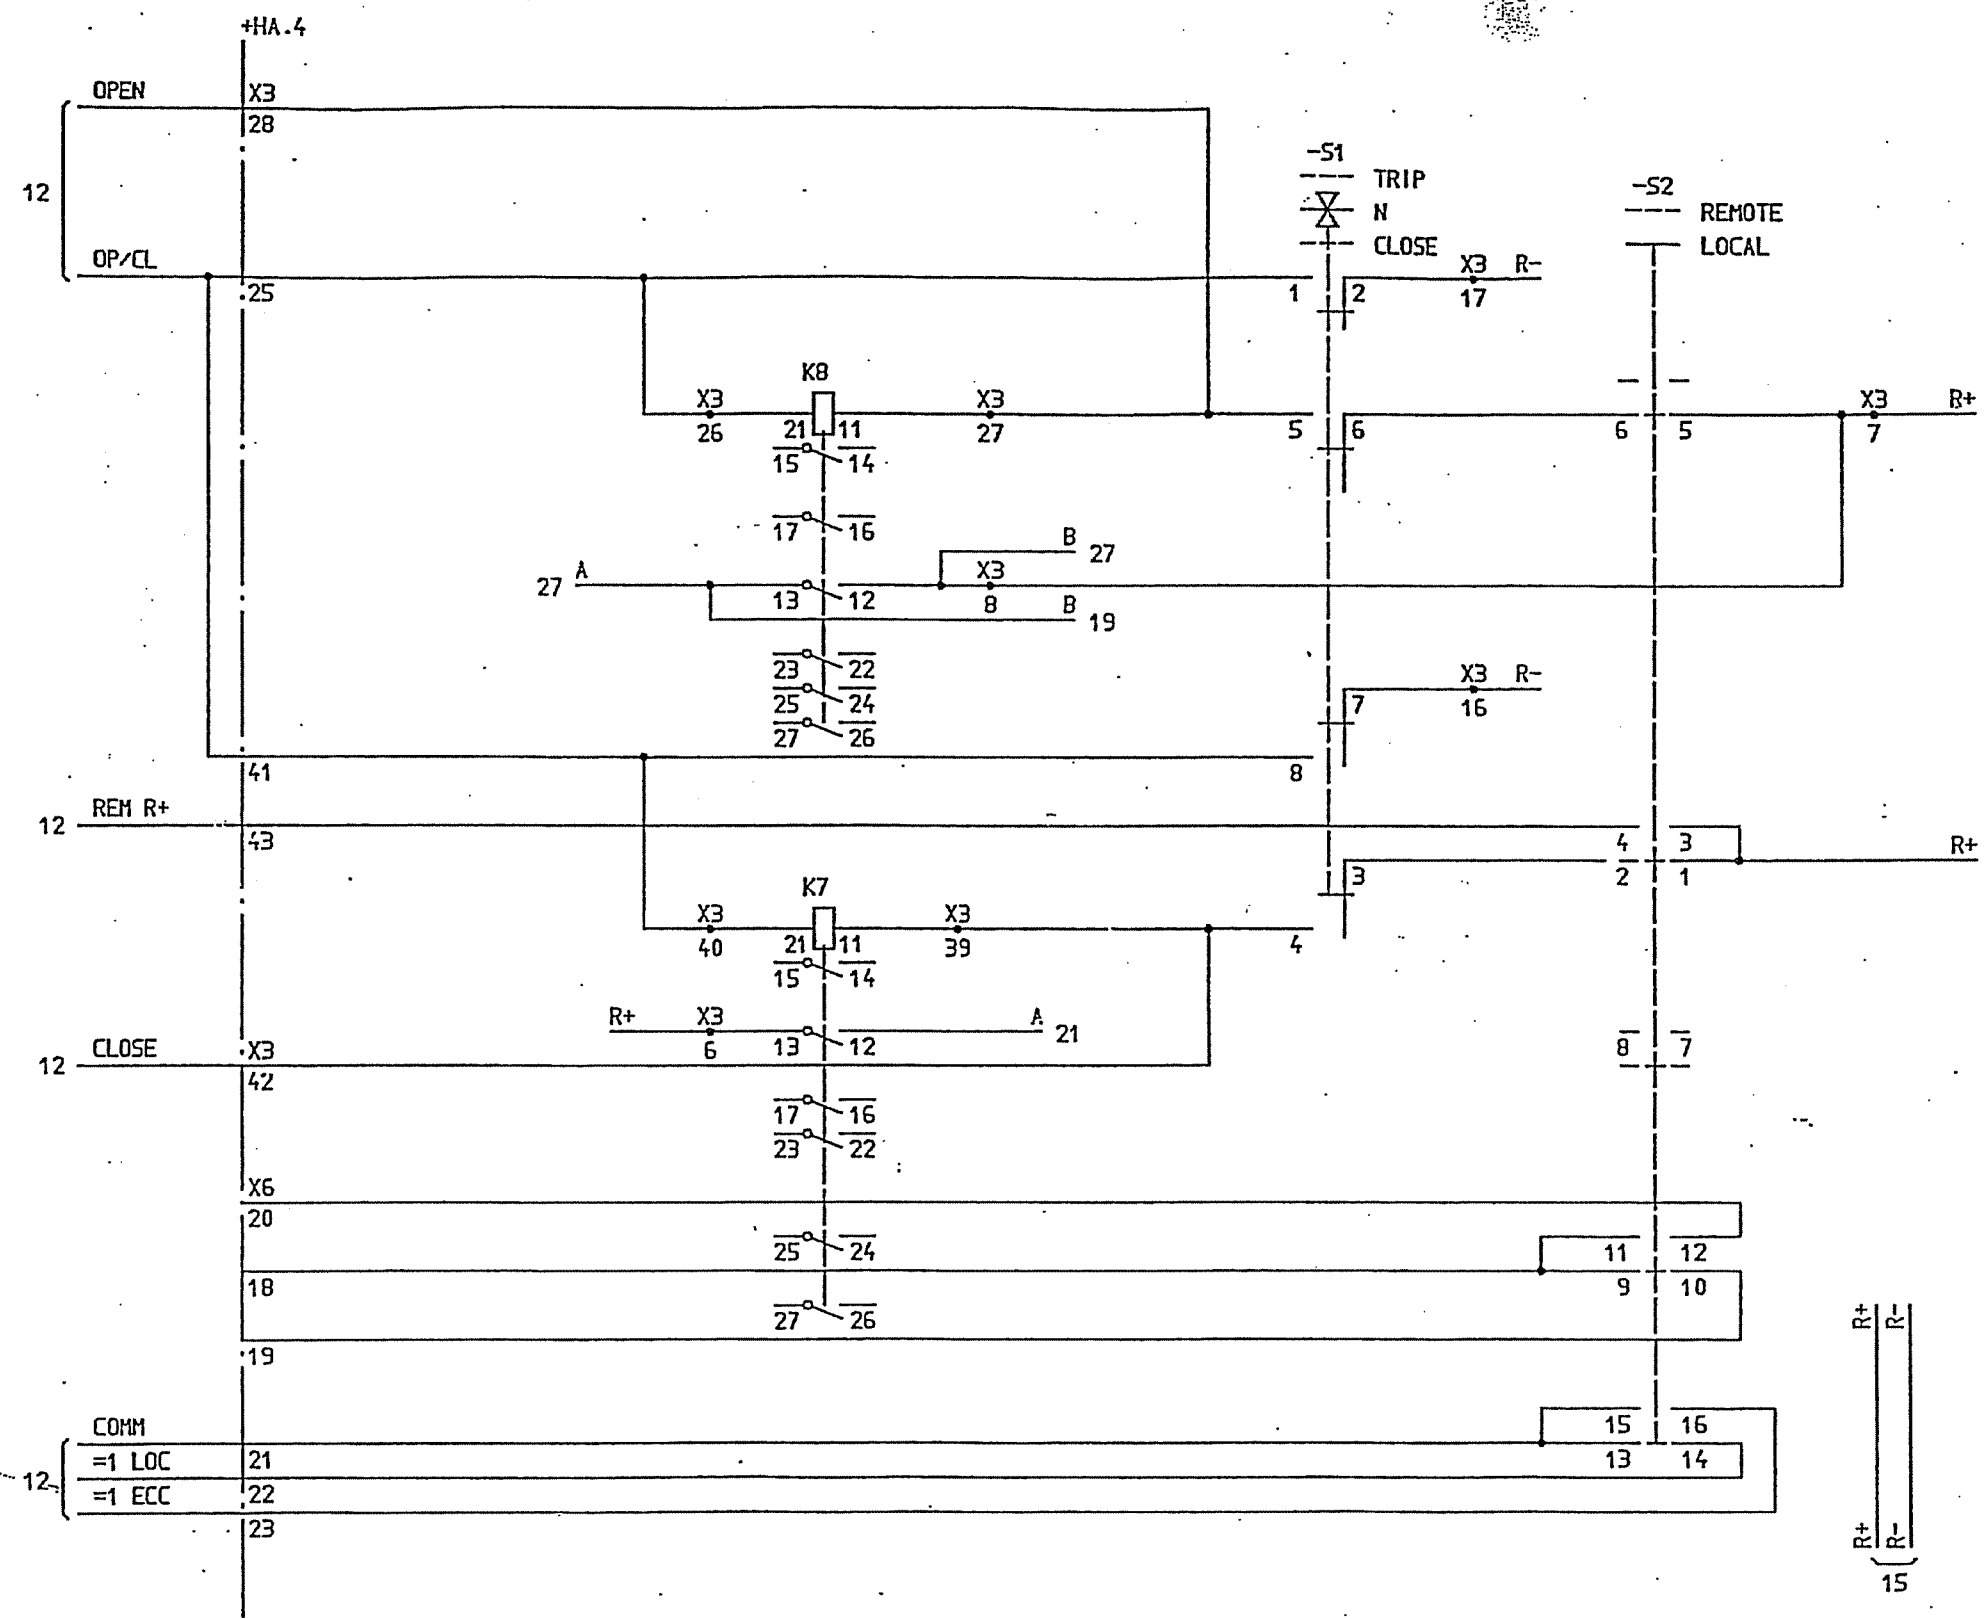 +HA.4
OPEN X3
28
-S1
TRIP
12
-S2
N REMOTE
OP/CL CLOSE LOCAL
X3 R-
25 1 2 17
K8
X3 X3 X3 R+
26 21 11 27 5 6 6 5 7
15 14
17 16
B 27
27 A X3
13 12 8 B 19
23 22
25 24 7 X3 R-
16
27 26
41 8
12 REM R+
43 4 3
R+
2 1
K7 3
X3 X3
40 21 11 39 4
15 14
R+ X3 A 21
6 13 12
12 CLOSE X3 8 7
42
17 16
23 22
X6
20
25 24 11 12
18 9 10
27 26
R+ R-
19
COMM 15 16
=1 LOC 21 13 14
12
=1 ECC 22
23
R+ R-
15